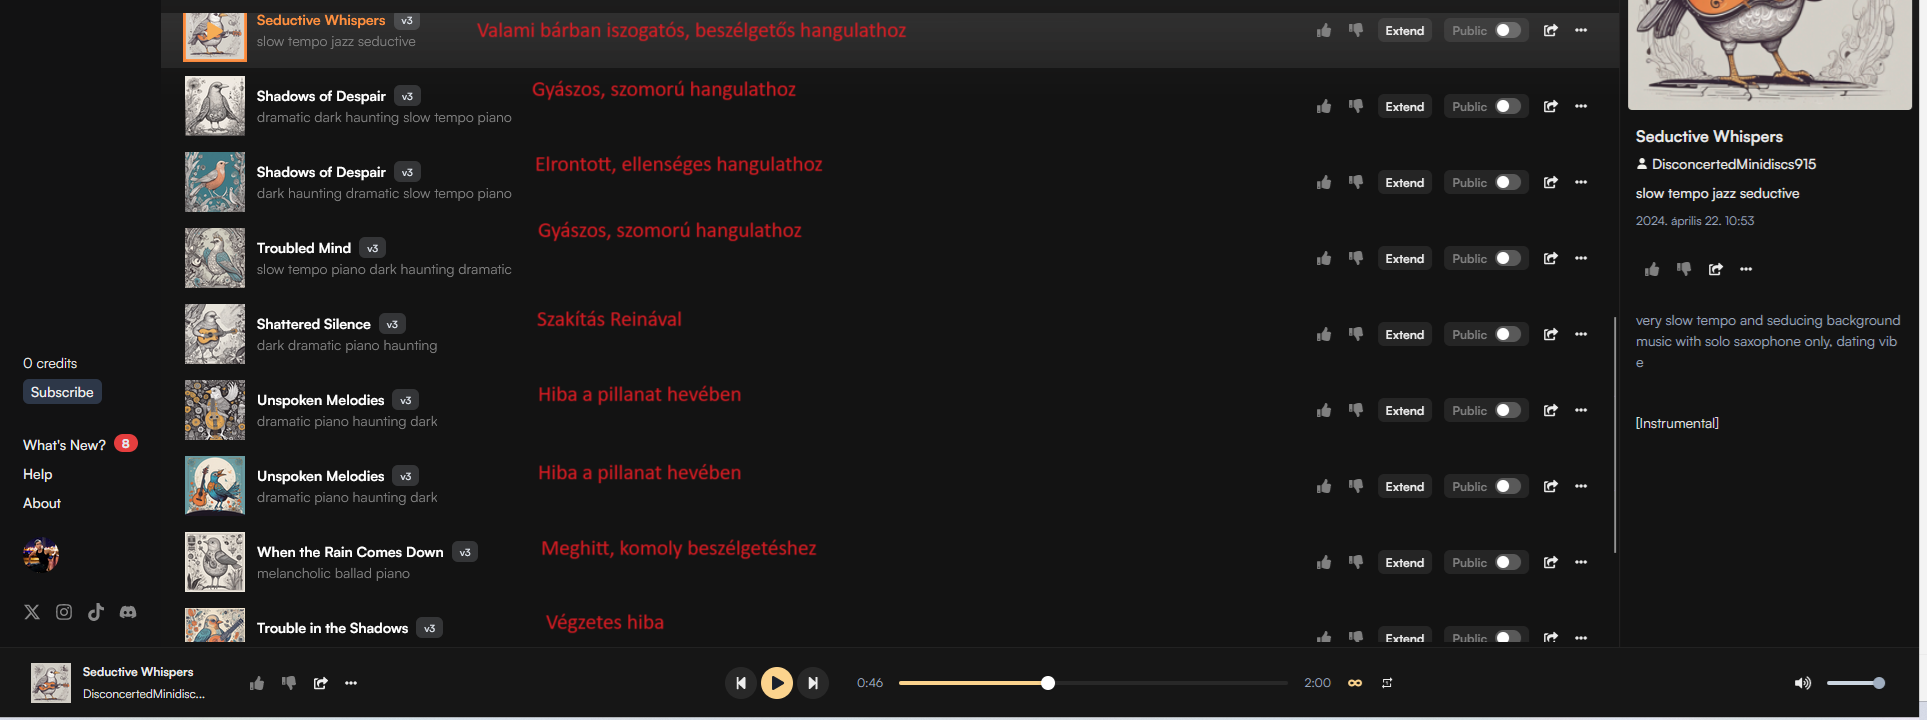 Seductive Whispers v3
slow tempo jazz seductive
Valami bárban iszogatós, beszélgetős hangulathoz
Extend
Public
Shadows of Despair v3
dramatic dark haunting slow tempo piano
Gyászos, szomorú hangulathoz
Extend
Public
Shadows of Despair v3
dark haunting dramatic slow tempo piano
Elrontott, ellenséges hangulathoz
Extend
Public
Troubled Mind v3
slow tempo piano dark haunting dramatic
Gyászos, szomorú hangulathoz
Extend
Public
Shattered Silence v3
dark dramatic piano haunting
Szakítás Reinával
Extend
Public
Unspoken Melodies v3
dramatic piano haunting dark
Hiba a pillanat hevében
Extend
Public
Unspoken Melodies v3
dramatic piano haunting dark
Hiba a pillanat hevében
Extend
Public
When the Rain Comes Down v3
melancholic ballad piano
Meghitt, komoly beszélgetéshez
Extend
Public
Trouble in the Shadows v3
Végzetes hiba
Extend
Public
0 credits
Subscribe
What's New? 8
Help
About
Seductive Whispers
DisconcertedMinidiscs915
slow tempo jazz seductive
2024. április 22. 10:53
very slow tempo and seducing background
music with solo saxophone only, dating vib
e
[Instrumental]
Seductive Whispers
DisconcertedMinidisc...
0:46
2:00